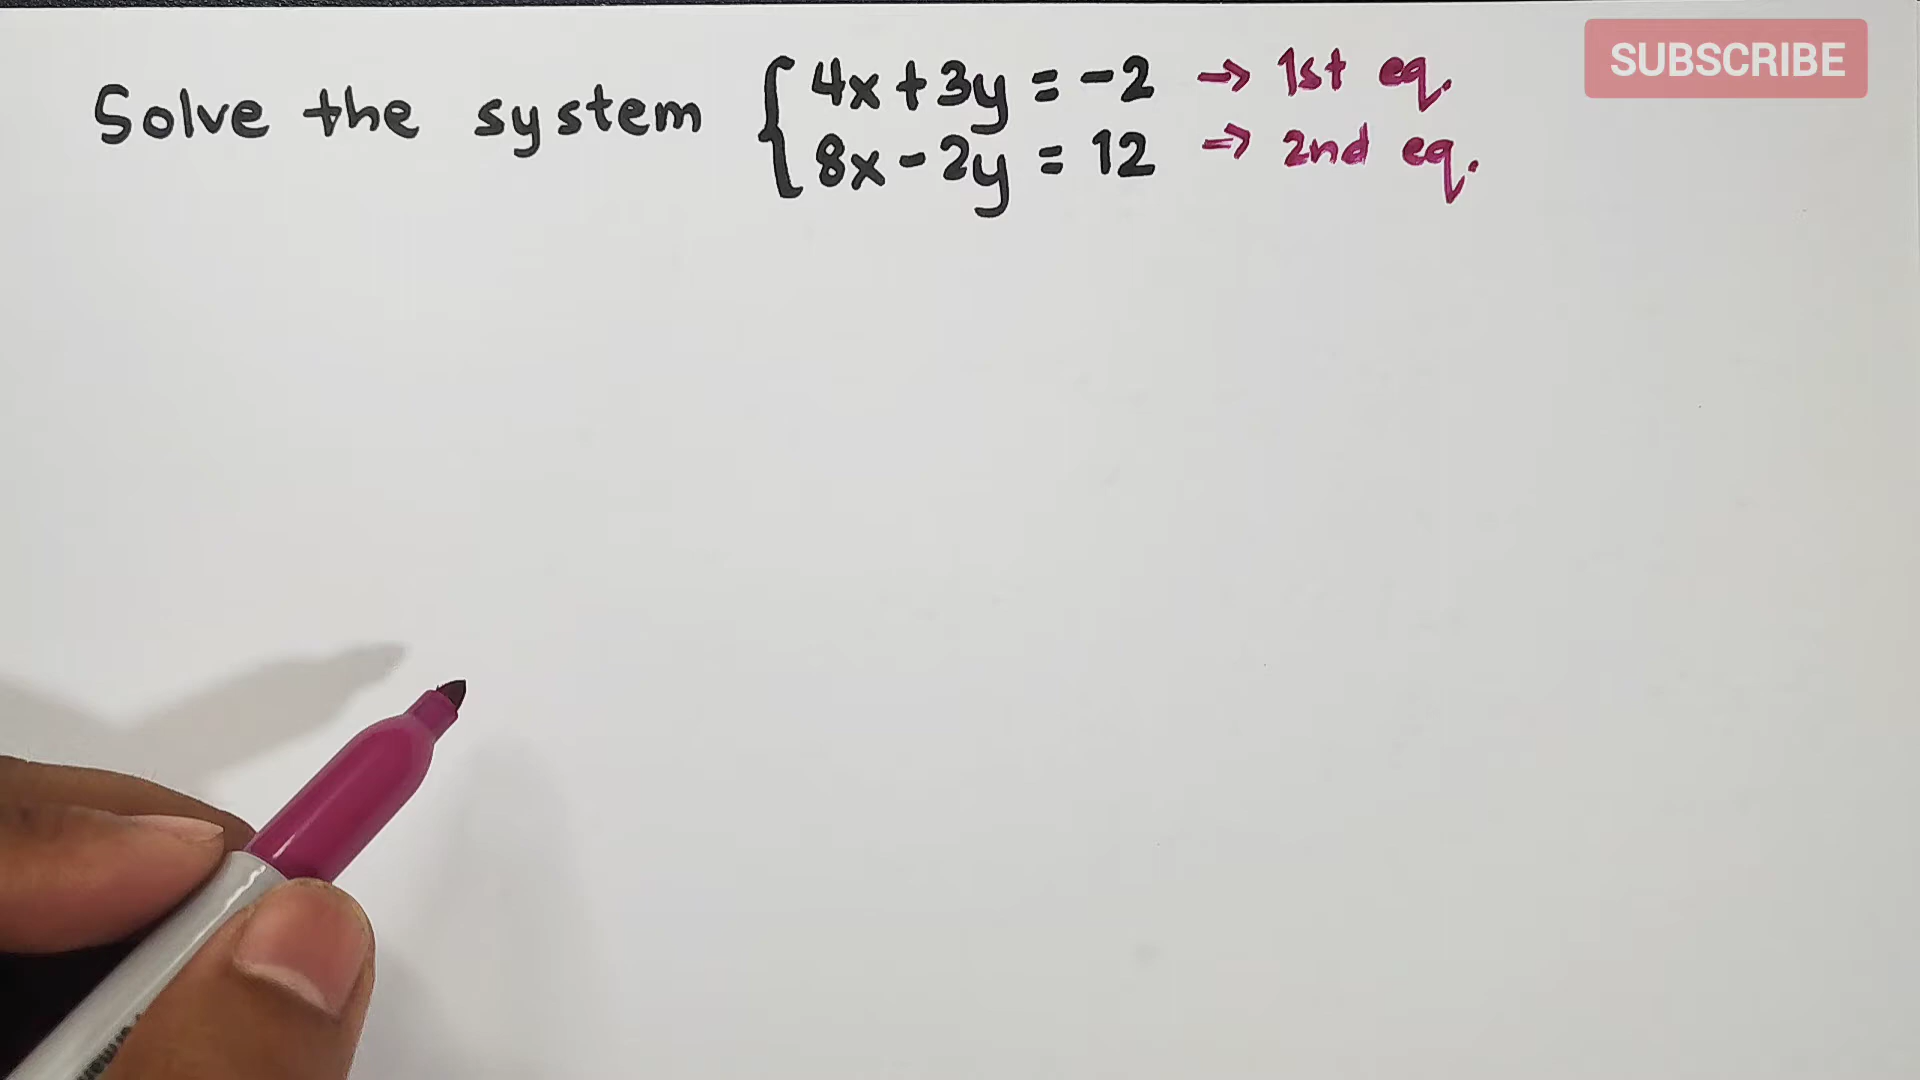 SUBSCRIBE
Solve the system { 4x + 3y = -2 → 1st eq.
8x - 2y = 12 ⇒ 2nd eq.